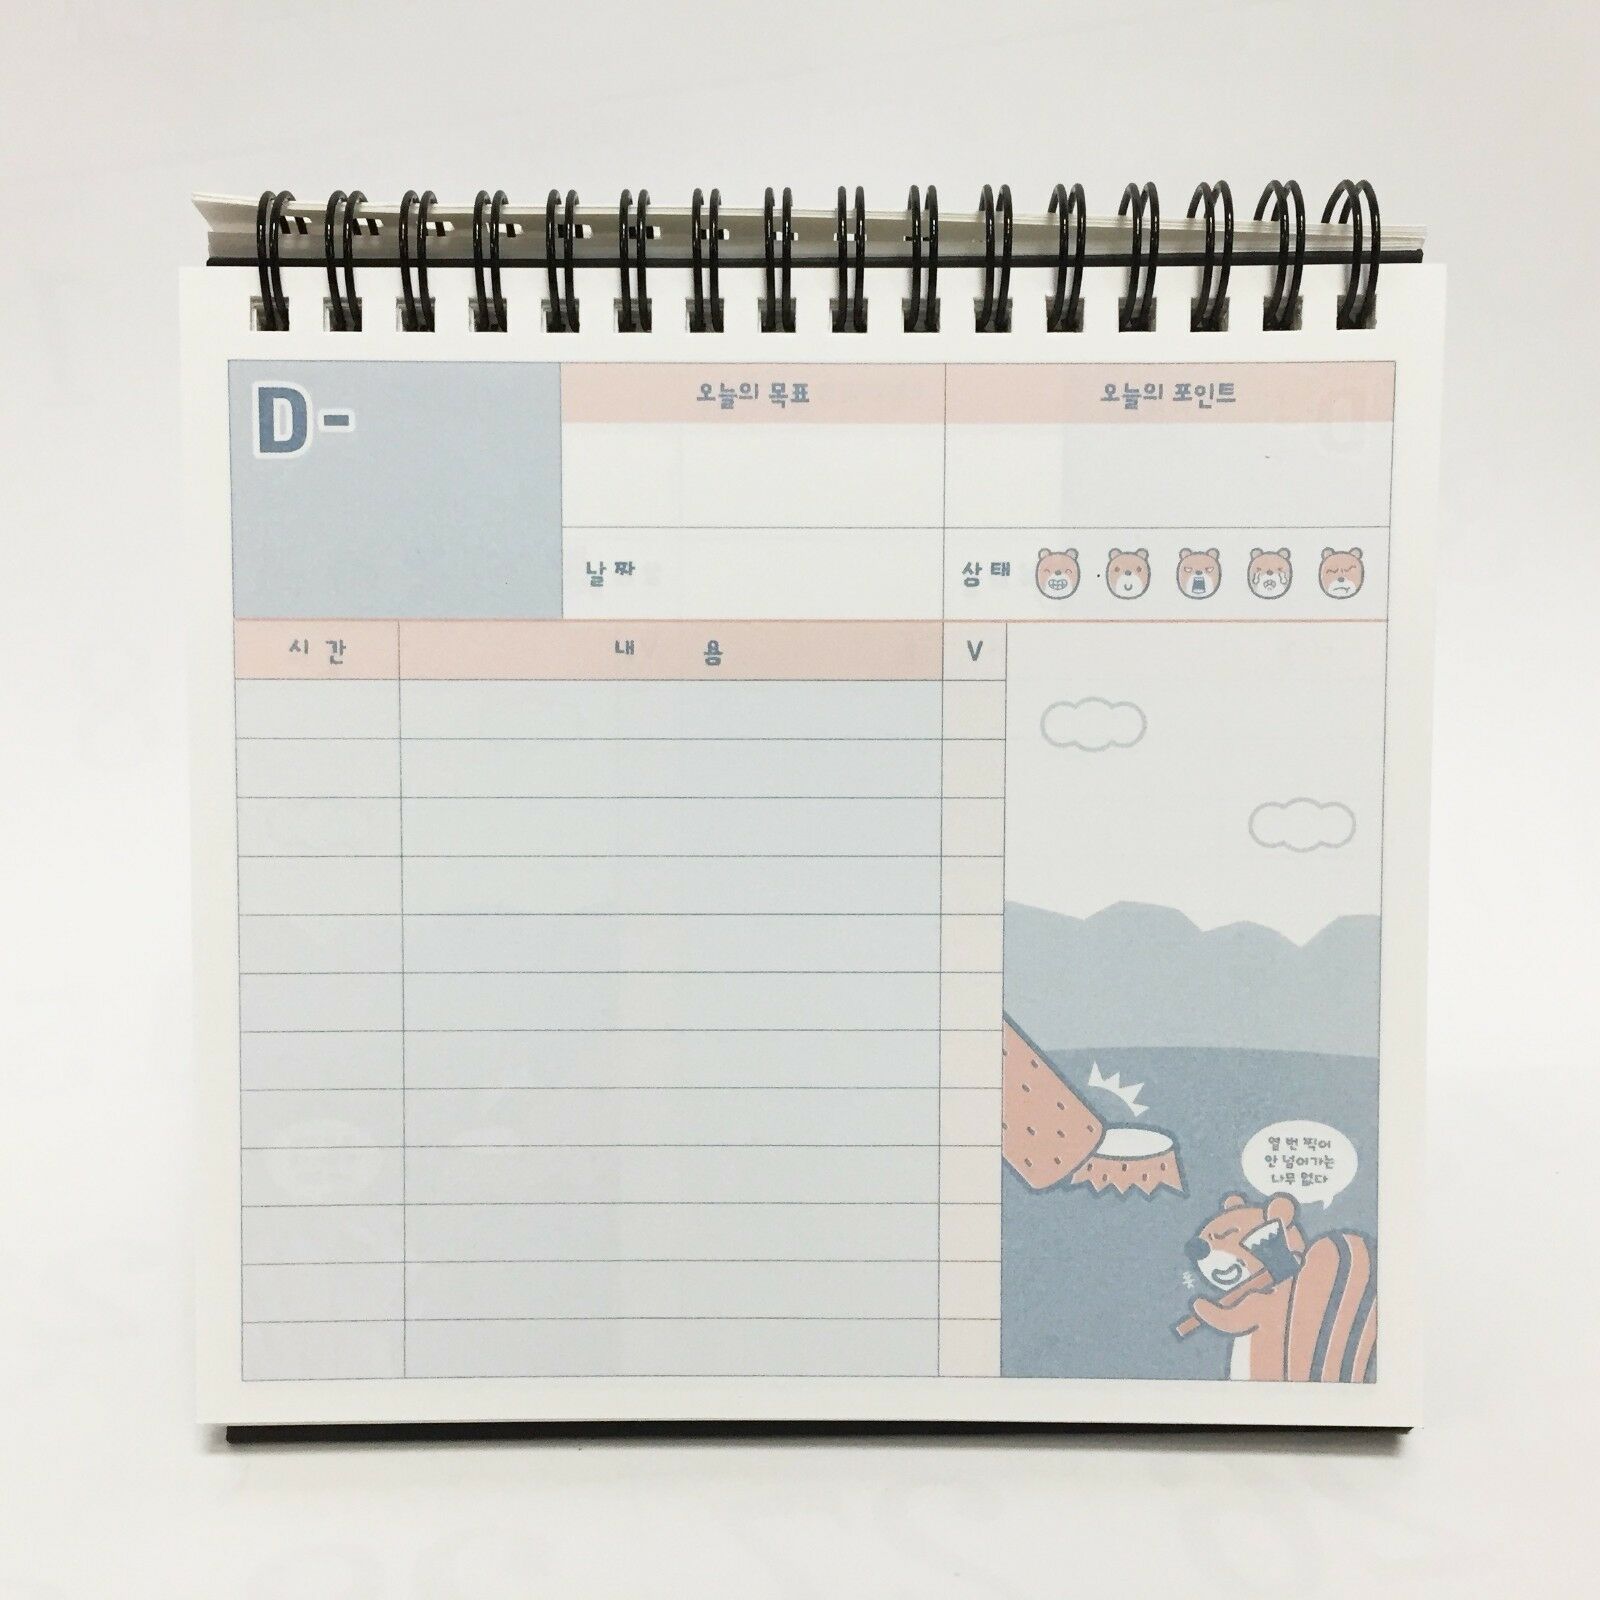 D-
오늘의 목표
오늘의 포인트
날짜
상태
시간
내용
V
열 번 찍어
안 넘어가는
나무 없다